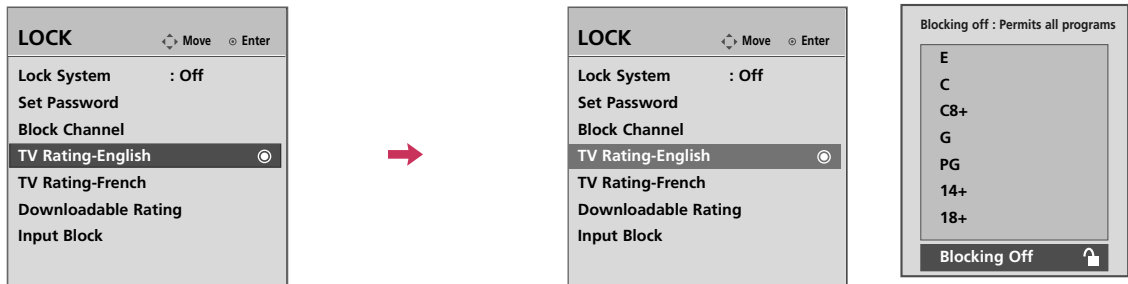 LOCK Move Enter
Lock System : Off
Set Password
Block Channel
TV Rating-English
TV Rating-French
Downloadable Rating
Input Block
LOCK Move Enter
Lock System : Off
Set Password
Block Channel
TV Rating-English
TV Rating-French
Downloadable Rating
Input Block
Blocking off : Permits all programs
E
C
C8+
G
PG
14+
18+
Blocking Off